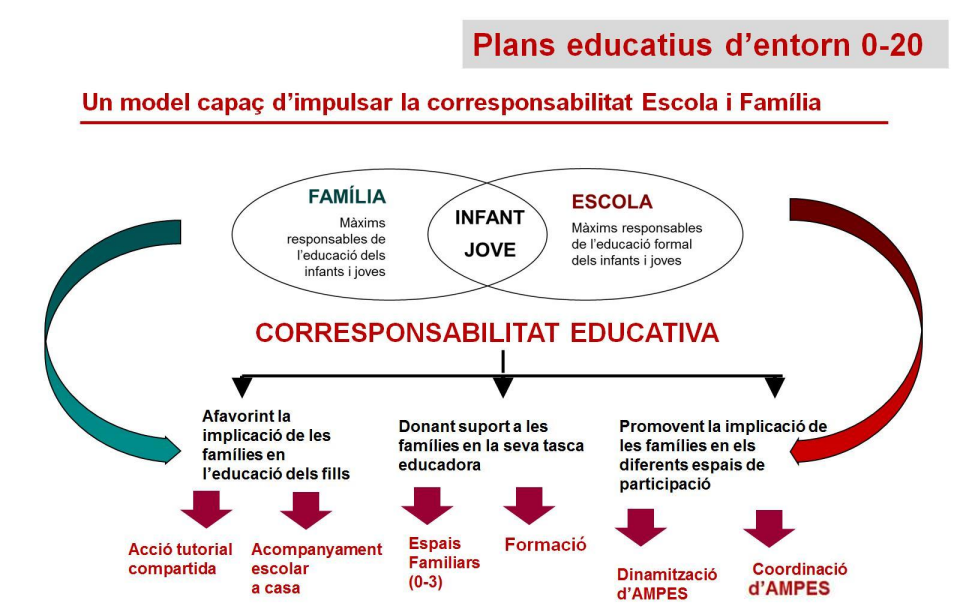 Plans educatius d'entorn 0-20
Un model capaç d'impulsar la corresponsabilitat Escola i Família
FAMÍLIA
Màxims
responsables de
l'educació dels
infants i joves
INFANT
JOVE
ESCOLA
Màxims responsables
de l'educació formal
dels infants i joves
CORRESPONSABILITAT EDUCATIVA
Afavorint la
implicació de les
famílies en
l'educació dels fills
Donant suport a les
famílies en la seva tasca
educadora
Promovent la implicació de
les famílies en els
diferents espais de
participació
Acció tutorial
compartida
Acompanyament
escolar
a casa
Espais
Familiars
(0-3)
Formació
Dinamització
d'AMPES
Coordinació
d'AMPES